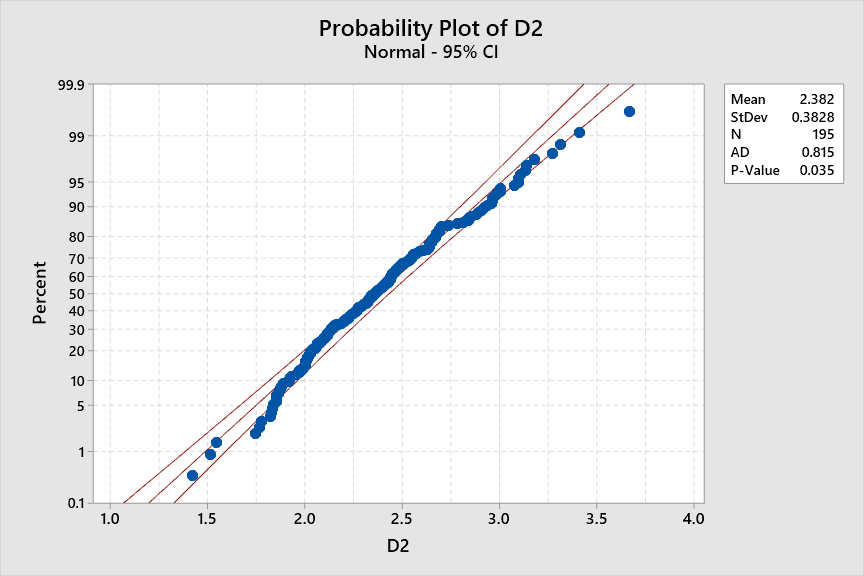 Probability Plot of D2
Normal - 95% CI
Mean 2.382
StDev 0.3828
N 195
AD 0.815
P-Value 0.035
Percent
99.9
99
95
90
80
70
60
50
40
30
20
10
5
1
0.1
1.0 1.5 2.0 2.5 3.0 3.5 4.0
D2